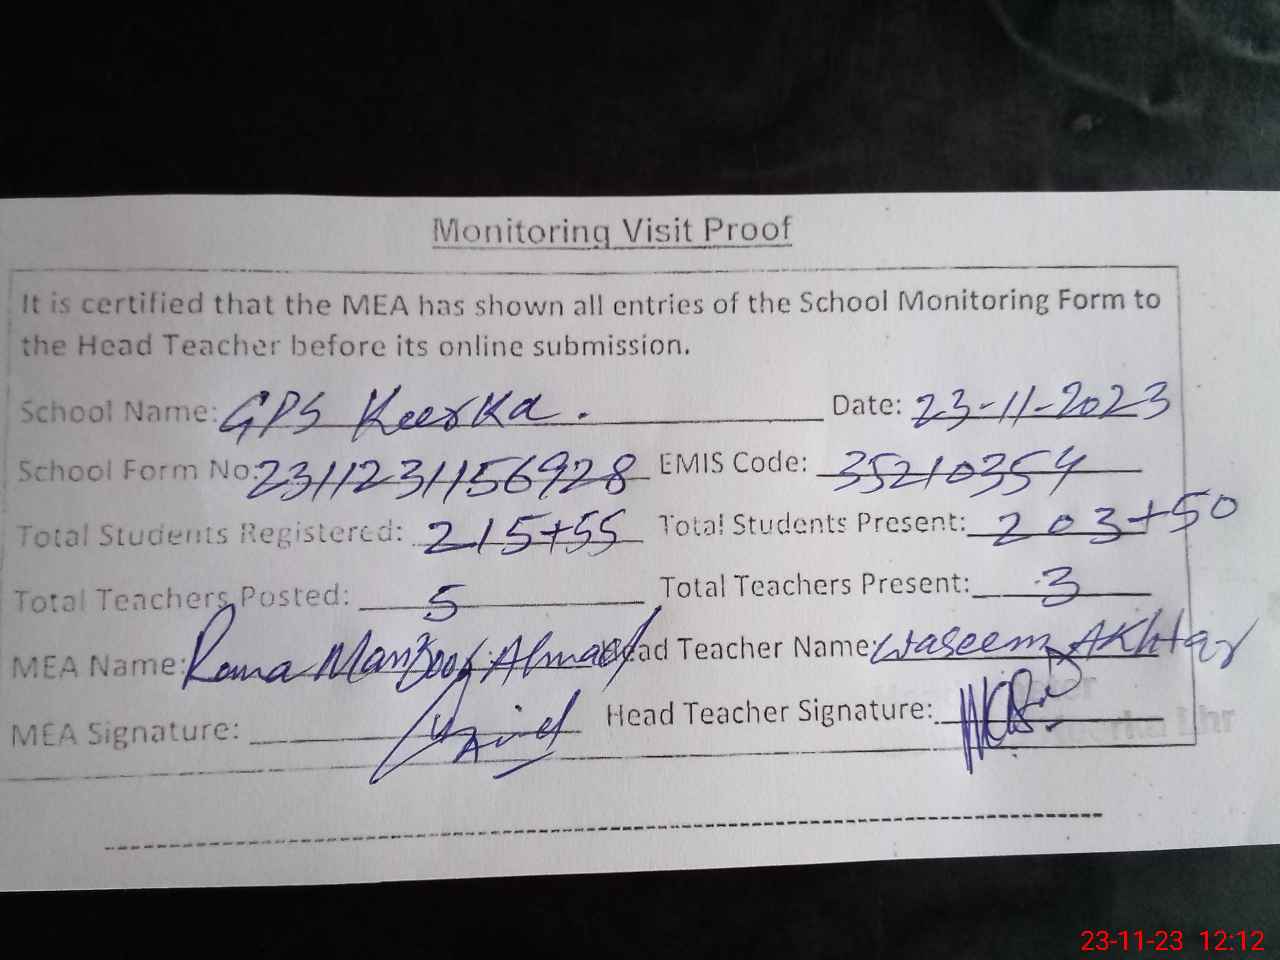 Monitoring Visit Proof
It is certified that the MEA has shown all entries of the School Monitoring Form to
the Head Teacher before its online submission.
School Name: GPS Keerka. Date: 23-11-2023
School Form No: 2311231156928 EMIS Code: 35210354
Total Students Registered: 215+55 Total Students Present: 203+50
Total Teachers Posted: 5 Total Teachers Present: 3
MEA Name: Rana Manzoor Ahmad Head Teacher Name: Waseem Akhtar
MEA Signature: Head Teacher Signature:
23-11-23 12:12